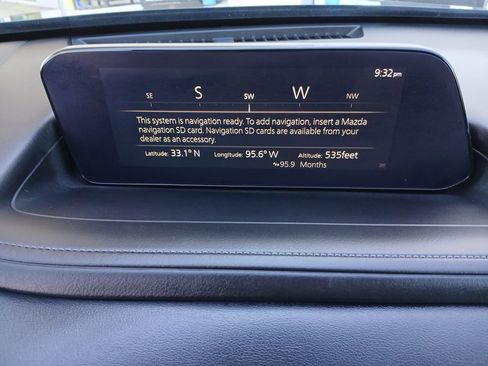 9:32pm
SE S SW W NW
This system is navigation ready. To add navigation, insert a Mazda
navigation SD card. Navigation SD cards are available from your
dealer as an accessory.
Latitude: 33.1° N Longitude: 95.6° W Altitude: 535feet
95.9 Months